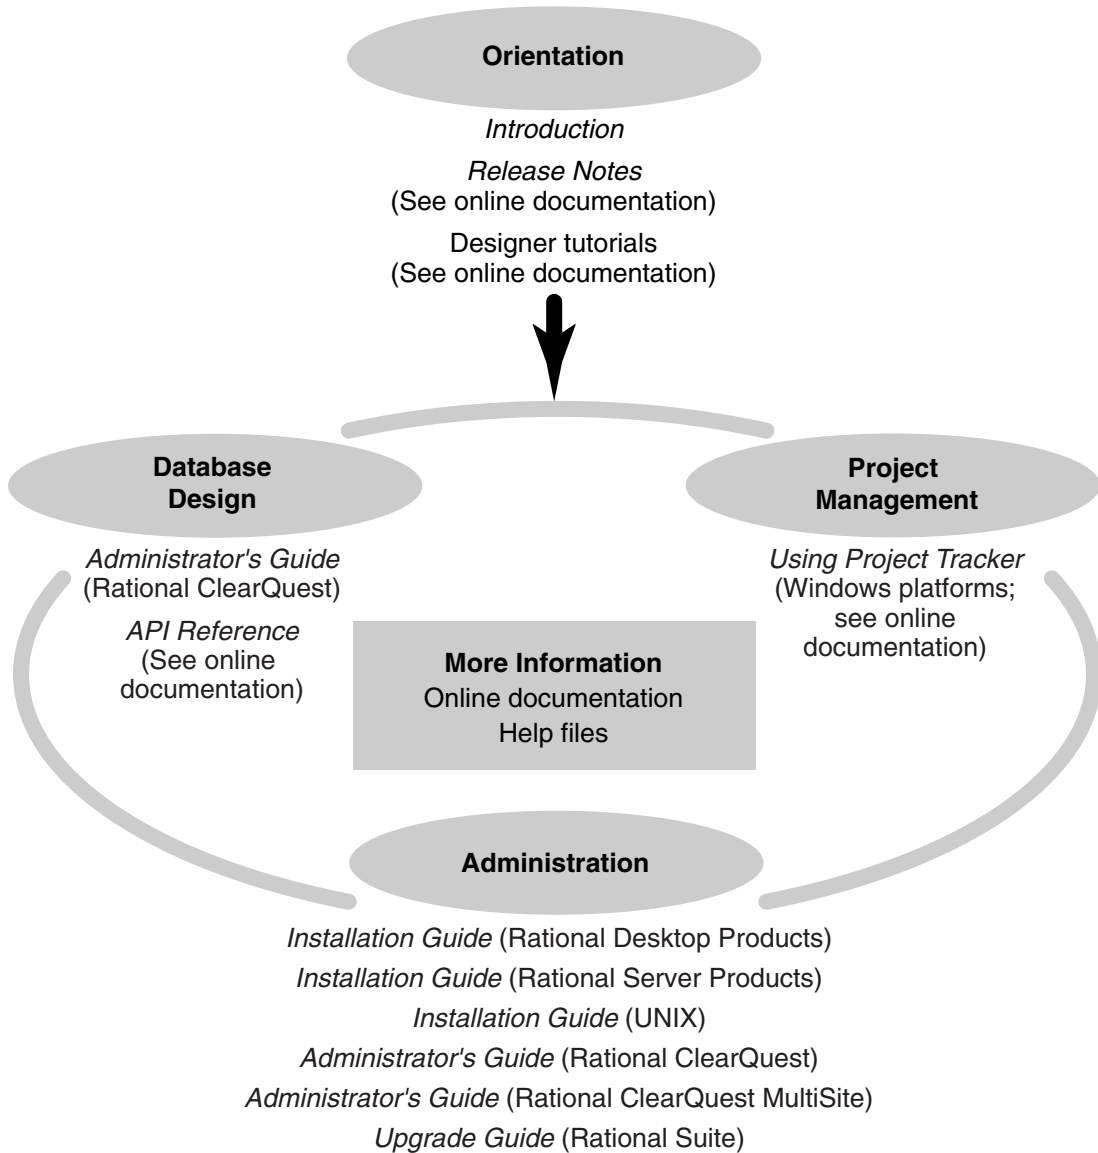 Orientation
Introduction
Release Notes
(See online documentation)
Designer tutorials
(See online documentation)
Database
Design
Administrator's Guide
(Rational ClearQuest)
API Reference
(See online
documentation)
Project
Management
Using Project Tracker
(Windows platforms;
see online
documentation)
More Information
Online documentation
Help files
Administration
Installation Guide (Rational Desktop Products)
Installation Guide (Rational Server Products)
Installation Guide (UNIX)
Administrator's Guide (Rational ClearQuest)
Administrator's Guide (Rational ClearQuest MultiSite)
Upgrade Guide (Rational Suite)